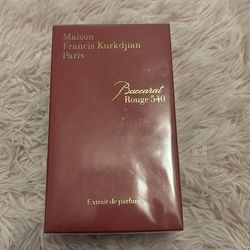 Maison
Francis Kurkdjian
Paris
Baccarat
Rouge 540
Extrait de parfum